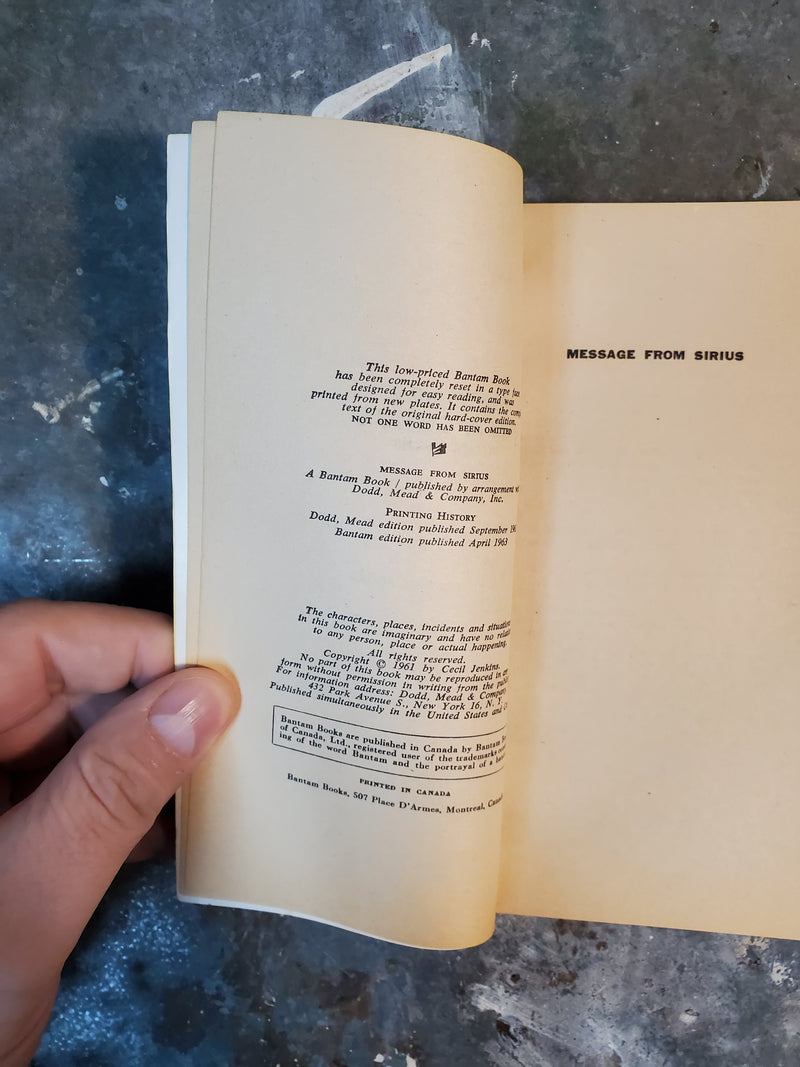 This low-priced Bantam Book
has been completely reset in a type face
designed for easy reading, and was
printed from new plates. It contains the
text of the original hard-cover edition.
NOT ONE WORD HAS BEEN OMITTED
MESSAGE FROM SIRIUS
A Bantam Book / published by arrangement
Dodd, Mead & Company, Inc.
PRINTING HISTORY
Dodd, Mead edition published September
Bantam edition published April 1963
The characters, places, incidents and
in this book are imaginary and have no
to any person, place or actual happening.
All rights reserved.
Copyright © 1961 by Cecil Jenkins.
No part of this book may be reproduced in
form without permission in writing from the
For information address: Dodd, Mead & Company
432 Park Avenue S., New York 16, N. Y.
Published simultaneously in the United States and
Bantam Books are published in Canada by Bantam
of Canada, Ltd., registered user of the trademarks
ing of the word Bantam and the portrayal of a
PRINTED IN CANADA
Bantam Books, 507 Place D'Armes, Montreal,
MESSAGE FROM SIRIUS